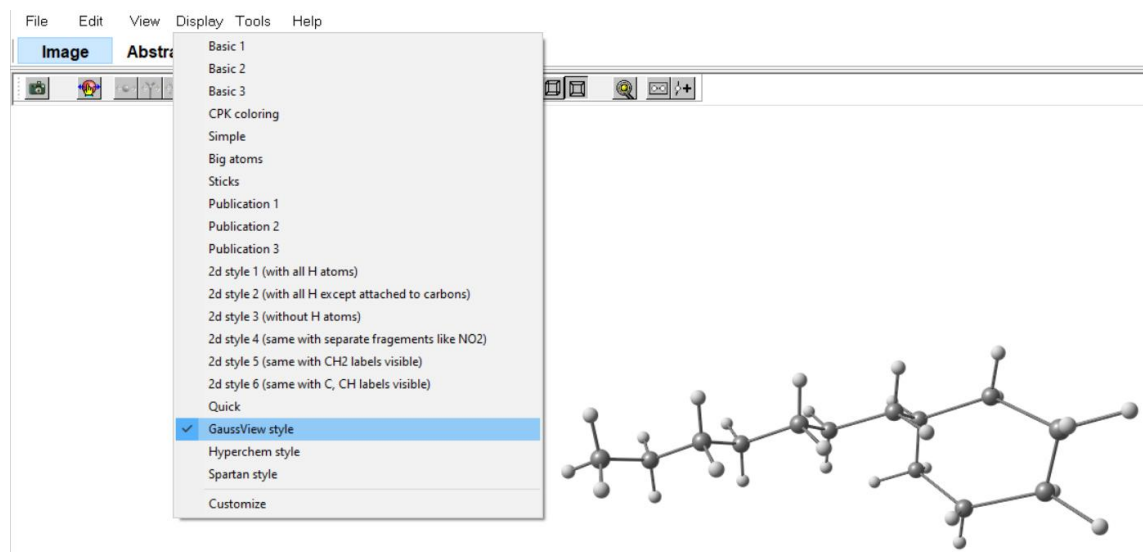 File Edit View Display Tools Help
Image Abstra
Basic 1
Basic 2
Basic 3
CPK coloring
Simple
Big atoms
Sticks
Publication 1
Publication 2
Publication 3
2d style 1 (with all H atoms)
2d style 2 (with all H except attached to carbons)
2d style 3 (without H atoms)
2d style 4 (same with separate fragements like NO2)
2d style 5 (same with CH2 labels visible)
2d style 6 (same with C, CH labels visible)
Quick
GaussView style
Hyperchem style
Spartan style
Customize